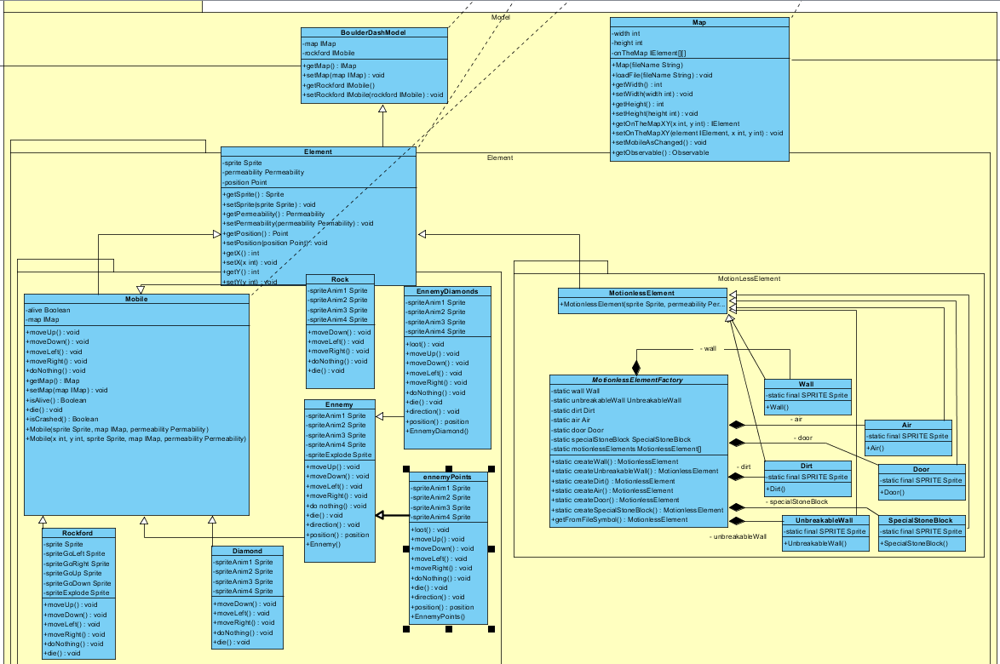 Model
BoulderDashModel
-map IMap
-rockford IMobile
+getMap() : IMap
+setMap(map IMap) : void
+getRockford IMobile()
+setRockford IMobile(rockford IMobile) : void
Map
-width int
-height int
-onTheMap IElement[][]
+Map(fileName String)
+loadFile(fileName String) : void
+getWidth() : int
+setWidth(width int) : void
+getHeight() : int
+setHeight(height int) : void
+getOnTheMapXY(x int, y int) : IElement
+setOnTheMapXY(element IElement, x int, y int) : void
+setMobileAsChanged() : void
+getObservable() : Observable
Element
Element
-sprite Sprite
-permeability Permeability
-position Point
+getSprite() : Sprite
+setSprite(sprite Sprite) : void
+getPermeability() : Permeability
+setPermeability(permeability Permability) : void
+getPosition() : Point
+setPosition(position Point) : void
+getX() : int
+setX(x int) : void
+getY() : int
+setY(y int) : void
Mobile
-alive Boolean
-map IMap
+moveUp() : void
+moveDown() : void
+moveLeft() : void
+moveRight() : void
+doNothing() : void
+getMap() : IMap
+setMap(map IMap) : void
+isAlive() : Boolean
+die() : void
+isCrashed() : Boolean
+Mobile(sprite Sprite, map IMap, permeability Permability)
+Mobile(x int, y int, sprite Sprite, map IMap, permeability Permeability)
Rock
-spriteAnim1 Sprite
-spriteAnim2 Sprite
-spriteAnim3 Sprite
-spriteAnim4 Sprite
+moveDown() : void
+moveLeft() : void
+moveRight() : void
+doNothing() : void
+die() : void
EnnemyDiamonds
-spriteAnim1 Sprite
-spriteAnim2 Sprite
-spriteAnim3 Sprite
-spriteAnim4 Sprite
+loot() : void
+moveUp() : void
+moveDown() : void
+moveLeft() : void
+moveRight() : void
+doNothing() : void
+die() : void
+direction() : void
+position() : position
+EnnemyDiamond()
Ennemy
-spriteAnim1 Sprite
-spriteAnim2 Sprite
-spriteAnim3 Sprite
-spriteAnim4 Sprite
-spriteExplode Sprite
+moveUp() : void
+moveDown() : void
+moveLeft() : void
+moveRight() : void
+do nothing() : void
+die() : void
+direction() : void
+position() : position
+Ennemy()
ennemyPoints
-spriteAnim1 Sprite
-spriteAnim2 Sprite
-spriteAnim3 Sprite
-spriteAnim4 Sprite
+loot() : void
+moveUp() : void
+moveDown() : void
+moveLeft() : void
+moveRight() : void
+doNothing() : void
+die() : void
+direction() : void
+position() : position
+EnnemyPoints()
Rockford
-sprite Sprite
-spriteGoLeft Sprite
-spriteGoRight Sprite
-spriteGoUp Sprite
-spriteGoDown Sprite
-spriteExplode Sprite
+moveUp() : void
+moveDown() : void
+moveLeft() : void
+moveRight() : void
+doNothing() : void
+die() : void
Diamond
-spriteAnim1 Sprite
-spriteAnim2 Sprite
-spriteAnim3 Sprite
-spriteAnim4 Sprite
+moveDown() : void
+moveLeft() : void
+moveRight() : void
+doNothing() : void
+die() : void
MotionLessElement
MotionlessElement
+MotionlessElement(sprite Sprite, permeability Per...
- wall
MotionlessElementFactory
-static wall Wall
-static unbreakableWall UnbreakableWall
-static dirt Dirt
-static air Air
-static door Door
-static specialStoneBlock SpecialStoneBlock
-static motionlessElements MotionlessElement[]
+static createWall() : MotionlessElement
+static createUnbreakableWall() : MotionlessElement
+static createDirt() : MotionlessElement
+static createAir() : MotionlessElement
+static createDoor() : MotionlessElement
+static createSpecialStoneBlock() : MotionlessElement
+getFromFileSymbol() : MotionlessElement
Wall
-static final SPRITE Sprite
+Wall()
- air
Air
-static final SPRITE Sprite
+Air()
- door
- dirt
Dirt
-static final SPRITE Sprite
+Dirt()
Door
-static final SPRITE Sprite
+Door()
- specialStoneBlock
UnbreakableWall
-static final SPRITE Sprite
+UnbreakableWall()
SpecialStoneBlock
-static final SPRITE Sprite
+SpecialStoneBlock()
- unbreakableWall